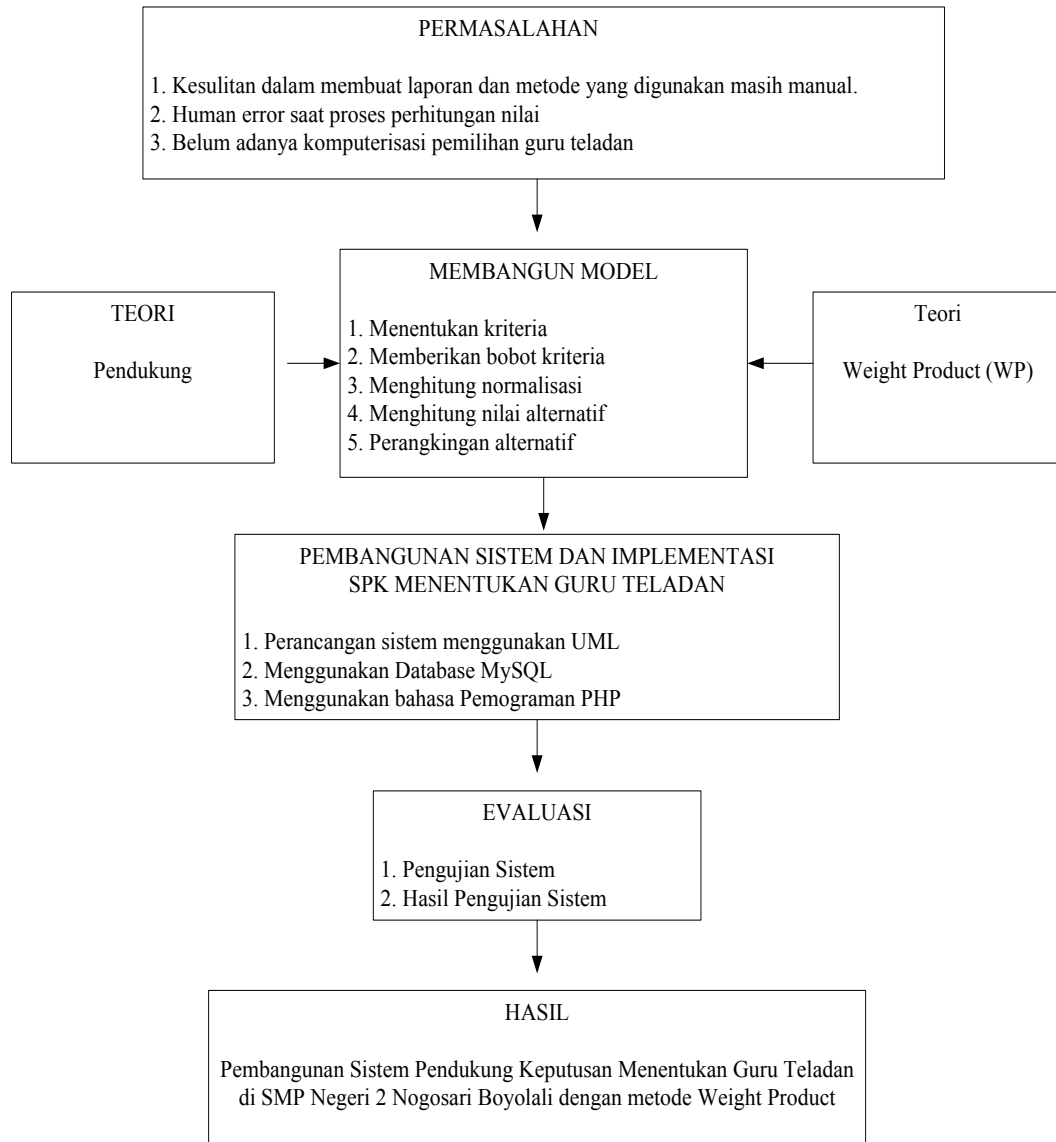 PERMASALAHAN
1. Kesulitan dalam membuat laporan dan metode yang digunakan masih manual.
2. Human error saat proses perhitungan nilai
3. Belum adanya komputerisasi pemilihan guru teladan
MEMBANGUN MODEL
1. Menentukan kriteria
2. Memberikan bobot kriteria
3. Menghitung normalisasi
4. Menghitung nilai alternatif
5. Perangkingan alternatif
TEORI
Pendukung
Teori
Weight Product (WP)
PEMBANGUNAN SISTEM DAN IMPLEMENTASI
SPK MENENTUKAN GURU TELADAN
1. Perancangan sistem menggunakan UML
2. Menggunakan Database MySQL
3. Menggunakan bahasa Pemograman PHP
EVALUASI
1. Pengujian Sistem
2. Hasil Pengujian Sistem
HASIL
Pembangunan Sistem Pendukung Keputusan Menentukan Guru Teladan
di SMP Negeri 2 Nogosari Boyolali dengan metode Weight Product